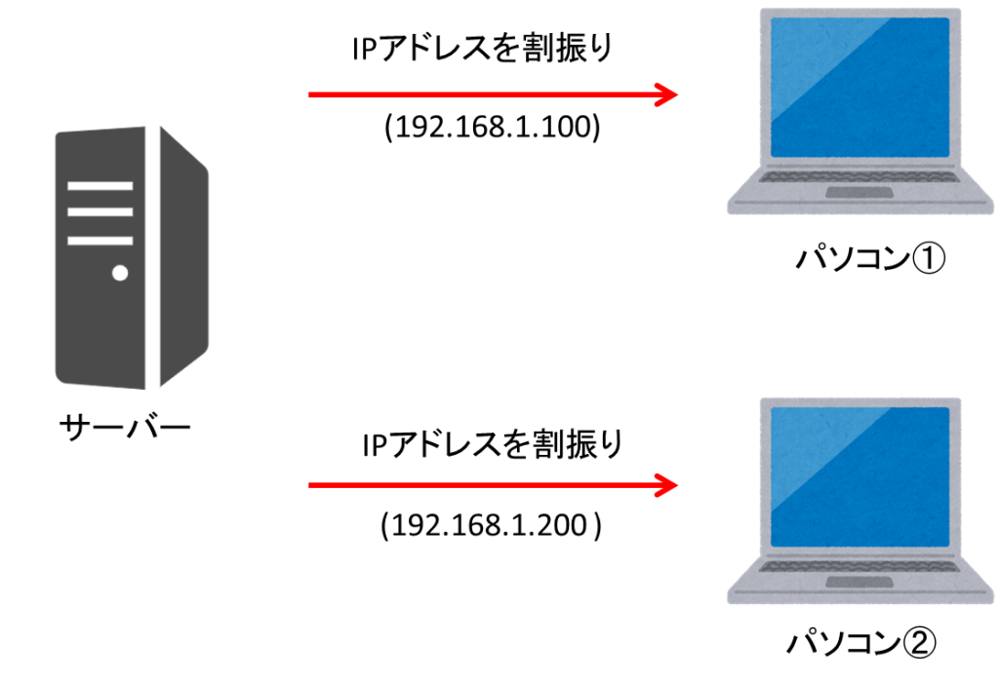 IPアドレスを割振り
(192.168.1.100)
パソコン①
サーバー
IPアドレスを割振り
(192.168.1.200 )
パソコン②